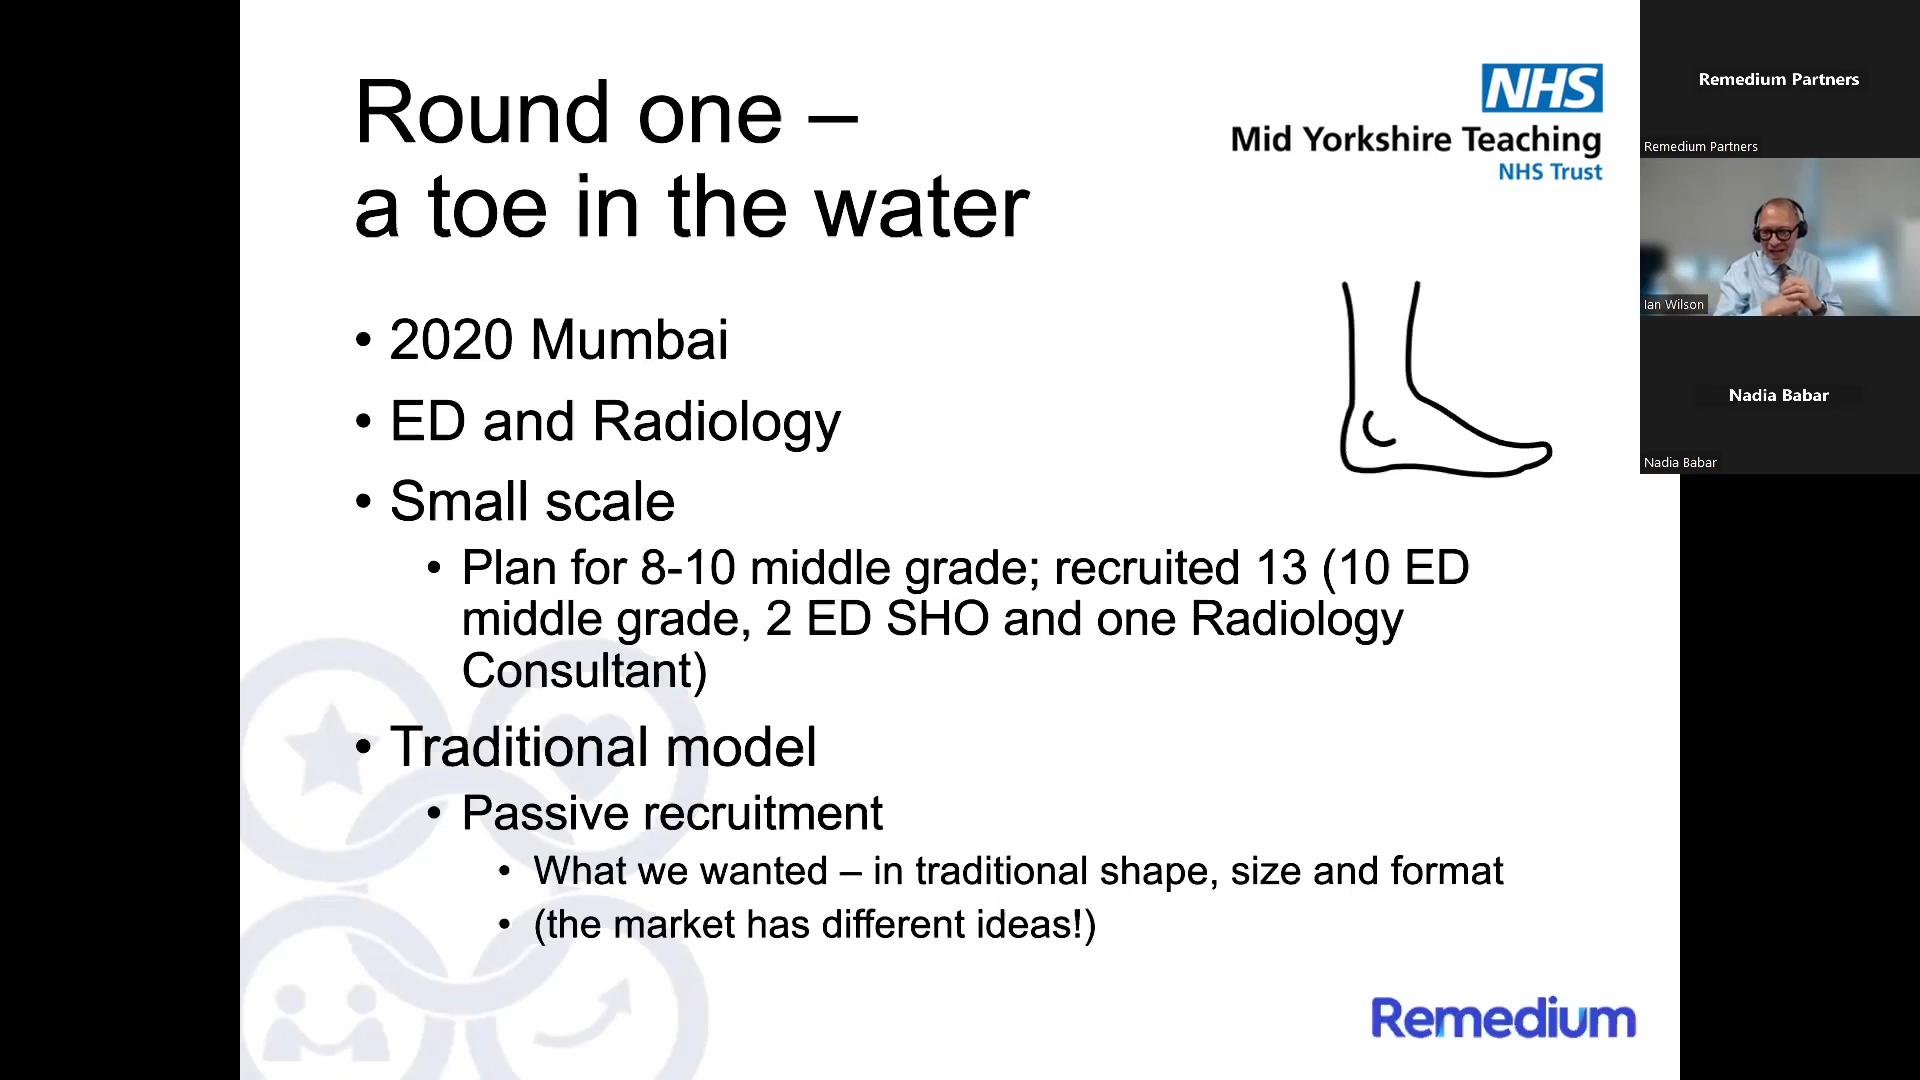 Round one –
a toe in the water
NHS
Mid Yorkshire Teaching
NHS Trust
• 2020 Mumbai
• ED and Radiology
• Small scale
• Plan for 8-10 middle grade; recruited 13 (10 ED
middle grade, 2 ED SHO and one Radiology
Consultant)
• Traditional model
• Passive recruitment
• What we wanted – in traditional shape, size and format
• (the market has different ideas!)
Remedium
Remedium Partners
Remedium Partners
Ian Wilson
Nadia Babar
Nadia Babar